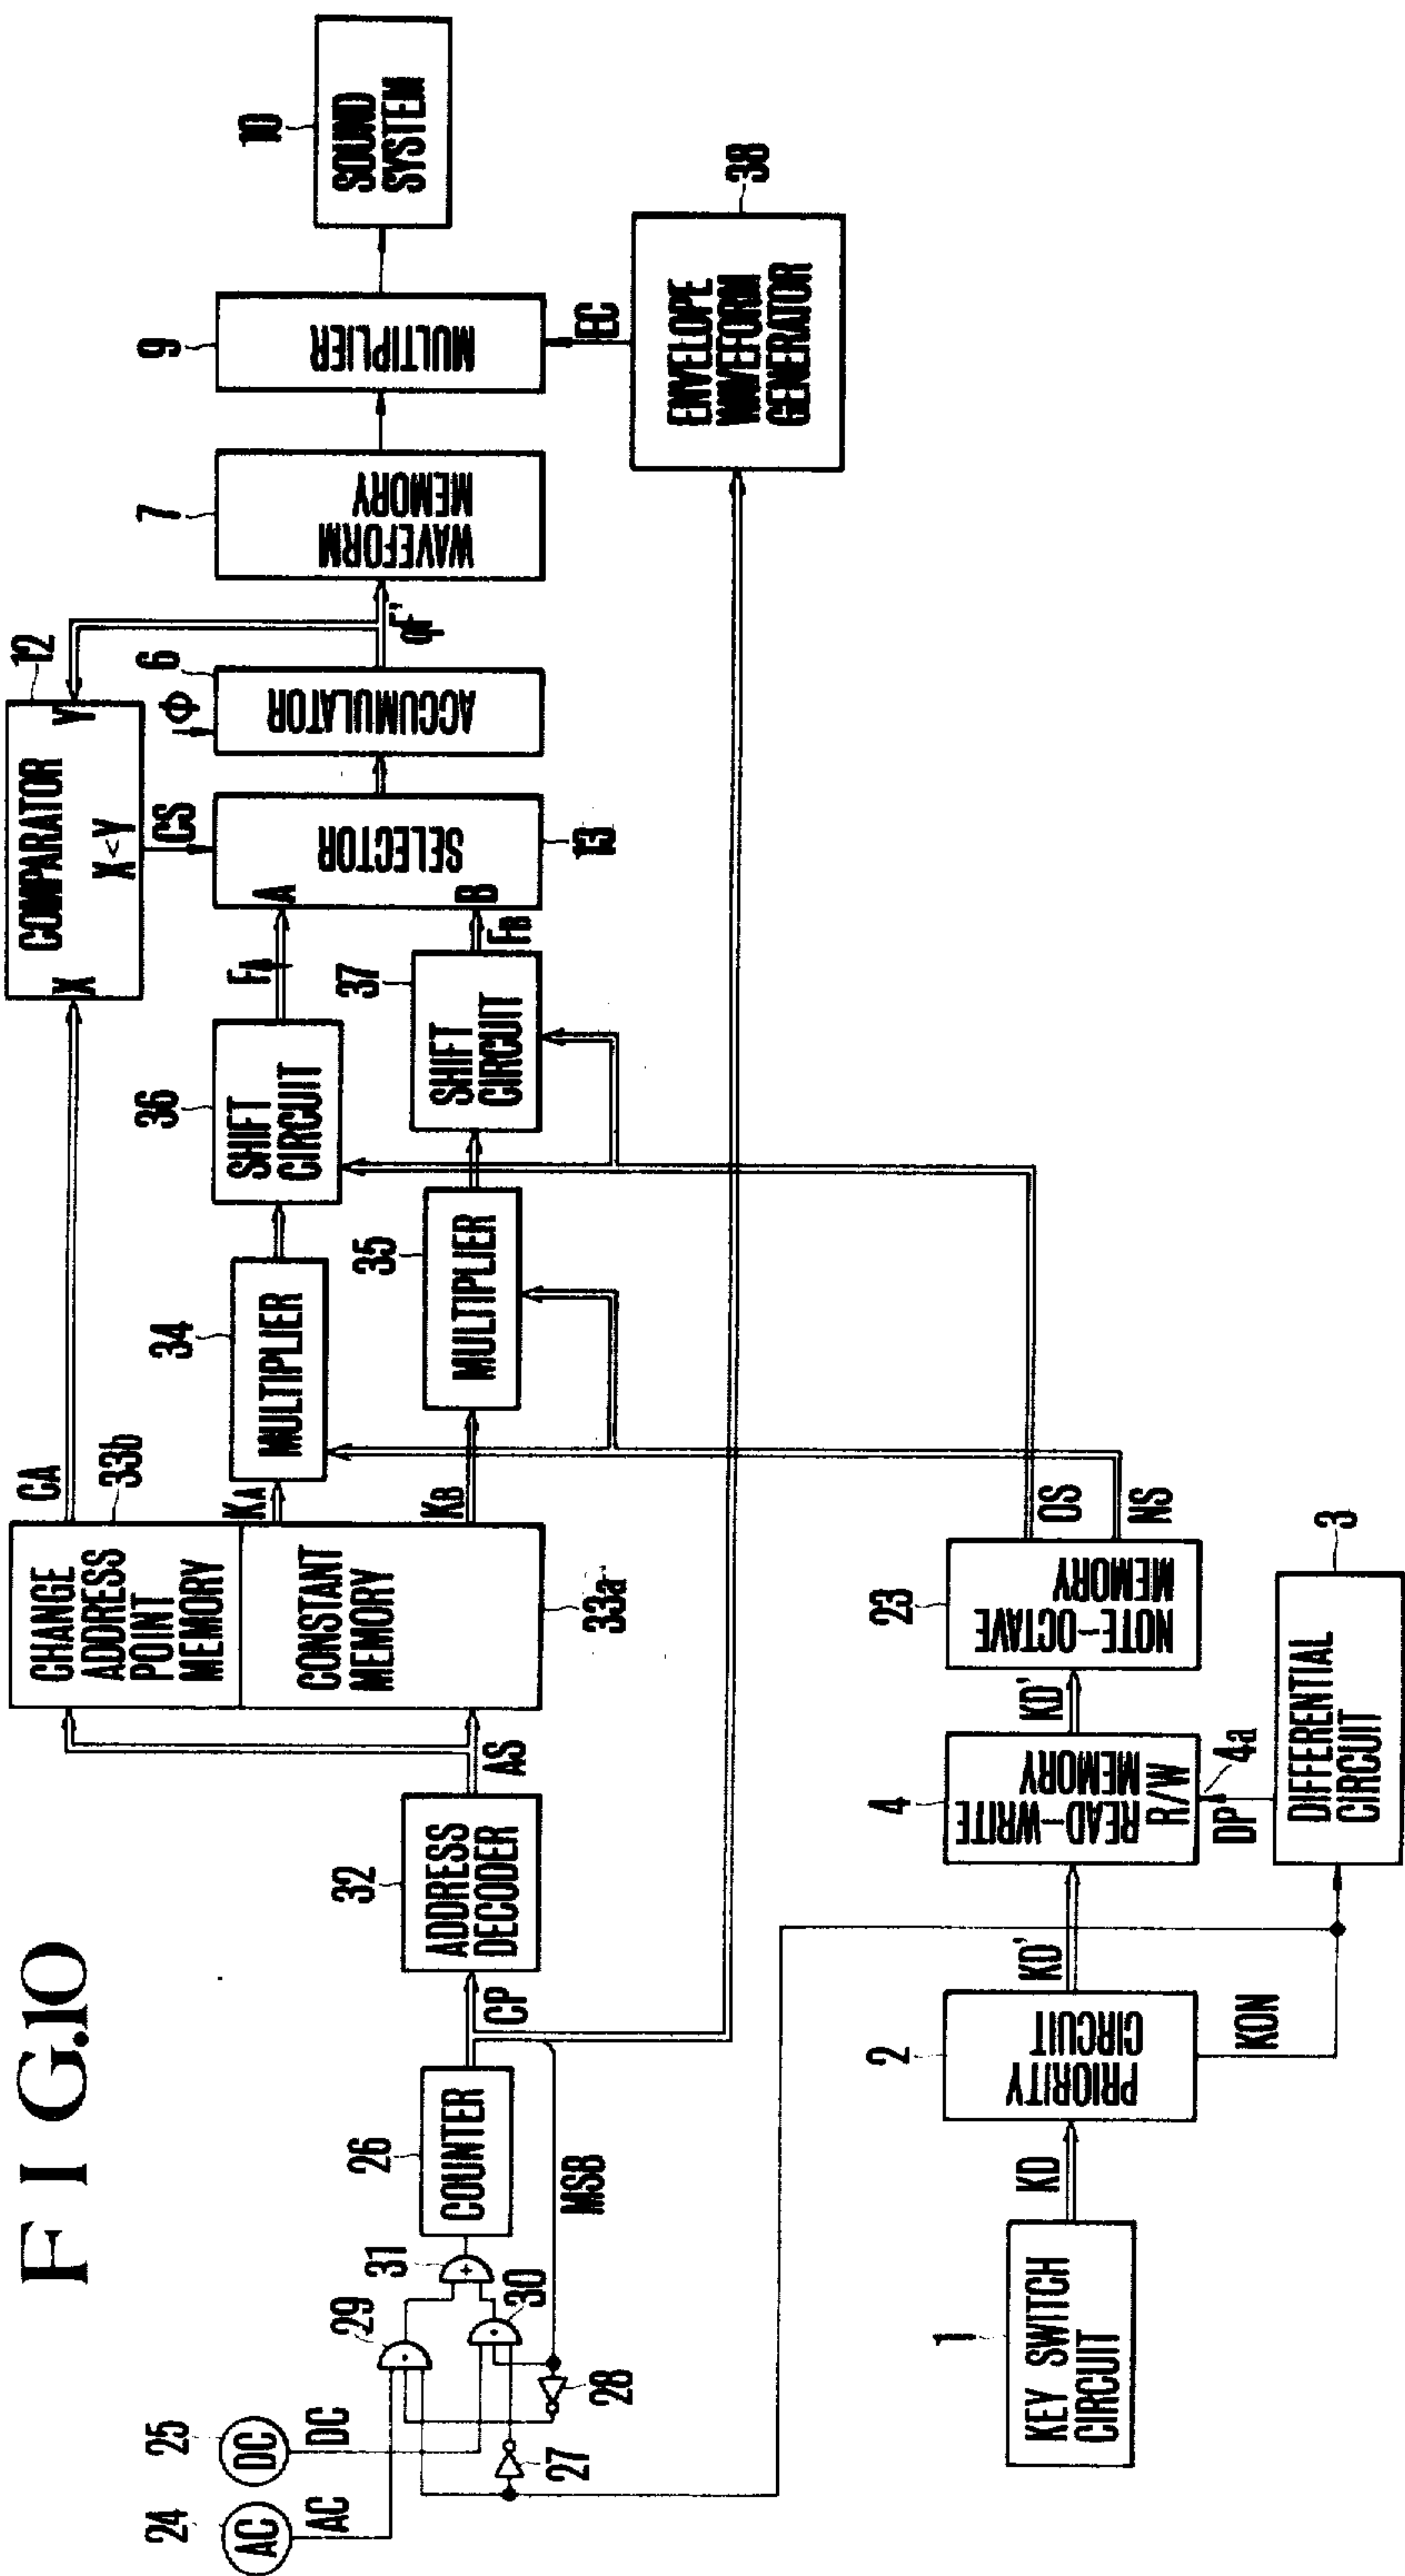 FIG.10
24
AC
AC
25
DC
DC
29
30
31
27
28
26
COUNTER
MSB
CP
32
ADDRESS
DECODER
AS
CHANGE
ADDRESS
POINT
MEMORY
33b
CONSTANT
MEMORY
33a
CA
KA
KB
34
MULTIPLIER
35
MULTIPLIER
36
SHIFT
CIRCUIT
37
SHIFT
CIRCUIT
FA
FB
12
COMPARATOR
X
Y
X<Y
CS
A
B
SELECTOR
13
Φ
6
ACCUMULATOR
qF'
7
WAVEFORM
MEMORY
9
MULTIPLIER
10
SOUND
SYSTEM
EC
38
ENVELOPE
WAVEFORM
GENERATOR
1
KEY SWITCH
CIRCUIT
KD
2
PRIORITY
CIRCUIT
KON
KD'
4
READ-WRITE
MEMORY
R/W
4a
DP
3
DIFFERENTIAL
CIRCUIT
KD'
23
NOTE-OCTAVE
MEMORY
OS
NS